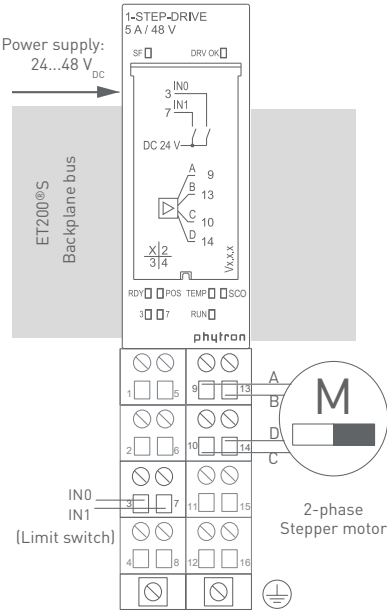 1-STEP-DRIVE
5 A / 48 V
Power supply:
24...48 V DC
SF DRV OK
IN0
3
IN1
7
DC 24 V
A 9
B 13
C 10
D 14
X 2
3 4
Vx.x.x
ET200®S
Backplane bus
RDY POS TEMP SCO
3 7 RUN
phytron
1 5 9 13
A
B
M
2 6 10 14
D
C
IN0
IN1
3 7 11 15
(Limit switch)
2-phase
Stepper motor
4 8 12 16